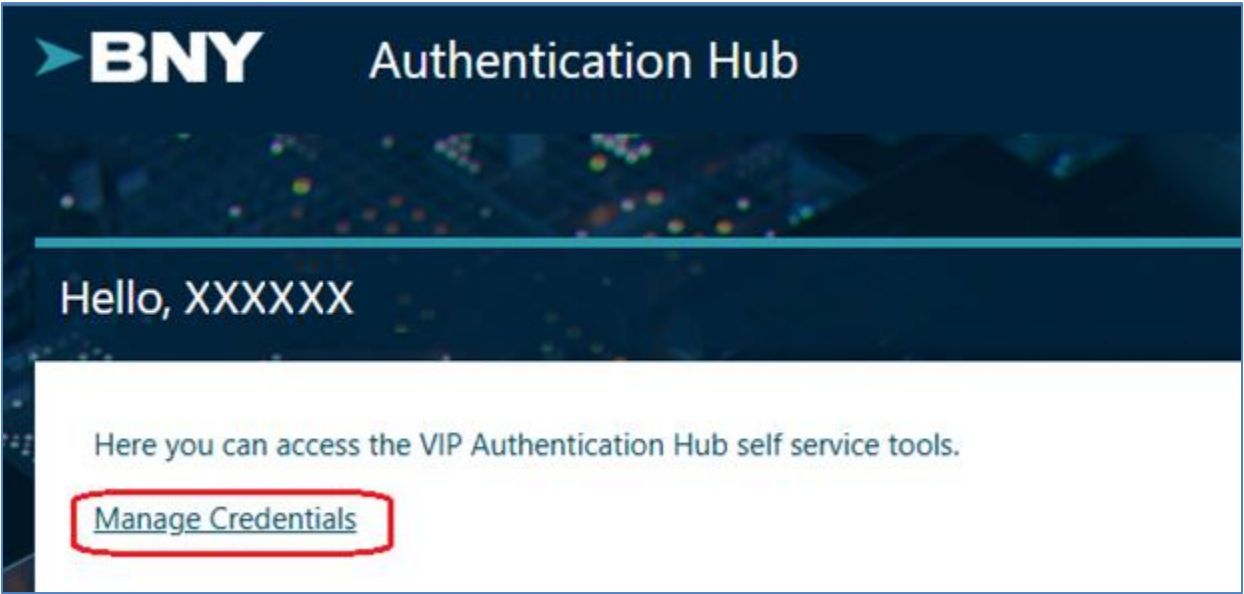 BNY Authentication Hub
Hello, XXXXXX
Here you can access the VIP Authentication Hub self service tools.
Manage Credentials